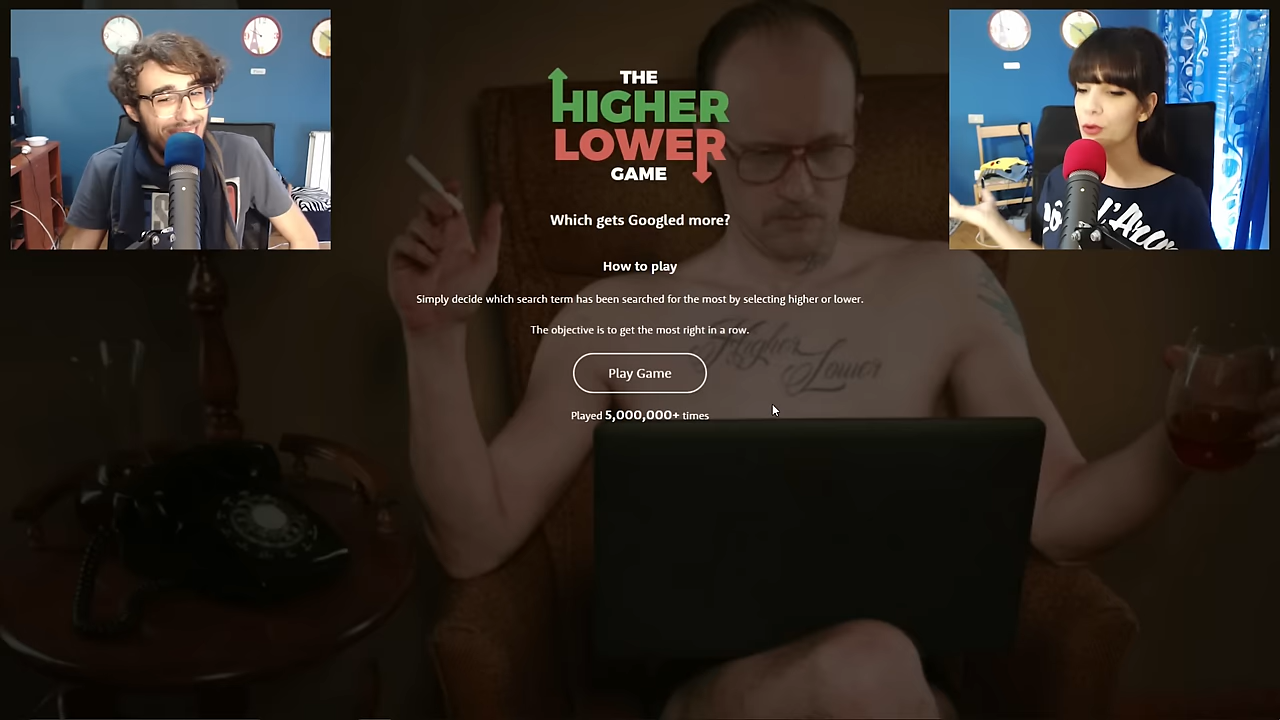 THE
HIGHER
LOWER
GAME
Which gets Googled more?
How to play
Simply decide which search term has been searched for the most by selecting higher or lower.
The objective is to get the most right in a row.
Higher
Lower
Play Game
Played 5,000,000+ times